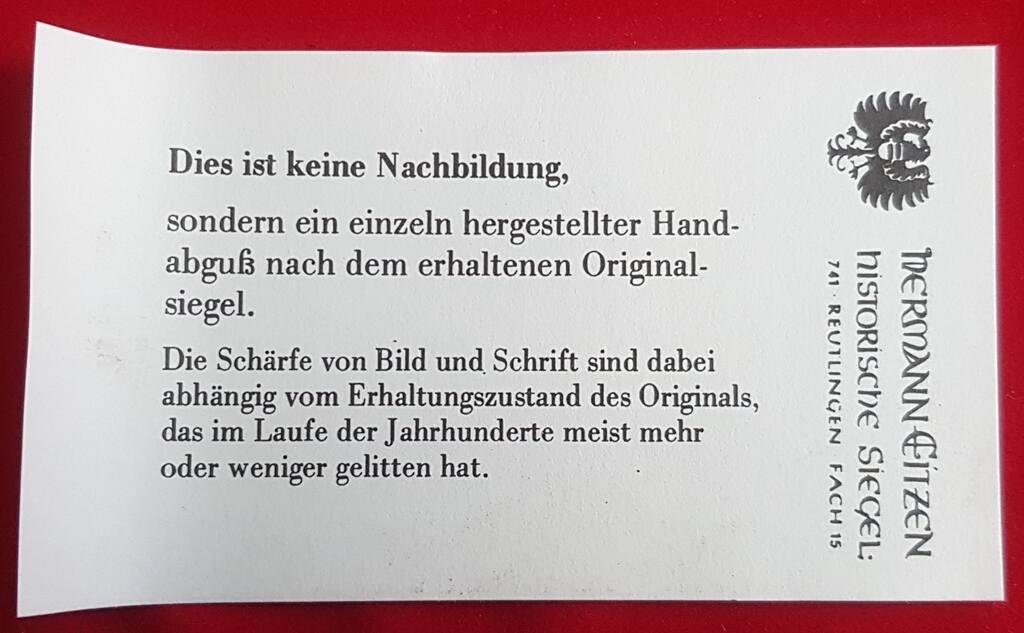 Dies ist keine Nachbildung,
sondern ein einzeln hergestellter Hand-
abguß nach dem erhaltenen Original-
siegel.
Die Schärfe von Bild und Schrift sind dabei
abhängig vom Erhaltungszustand des Originals,
das im Laufe der Jahrhunderte meist mehr
oder weniger gelitten hat.
HERMANN·EITZEN
HISTORISCHE SIEGEL:
741 · REUTLINGEN FACH 15